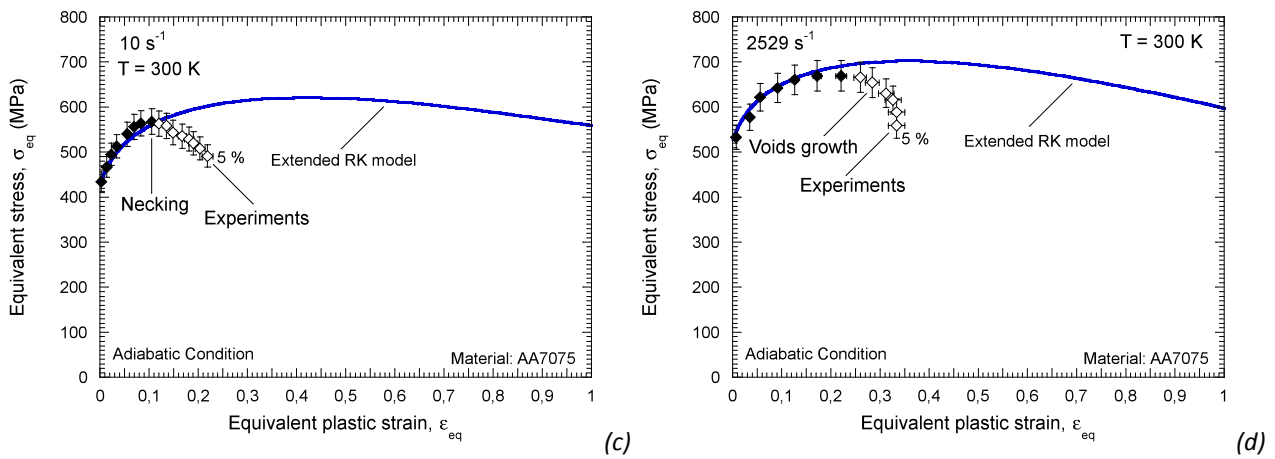 800
700
600
500
400
300
200
100
0
Equivalent stress, σeq (MPa)
10 s-1
T = 300 K
5 %
Extended RK model
Necking
Experiments
Adiabatic Condition
Material: AA7075
0 0,1 0,2 0,3 0,4 0,5 0,6 0,7 0,8 0,9 1
Equivalent plastic strain, εeq
(c)
800
700
600
500
400
300
200
100
0
Equivalent stress, σeq (MPa)
2529 s-1
T = 300 K
5 %
Voids growth
Extended RK model
Experiments
Adiabatic Condition
Material: AA7075
0 0,1 0,2 0,3 0,4 0,5 0,6 0,7 0,8 0,9 1
Equivalent plastic strain, εeq
(d)